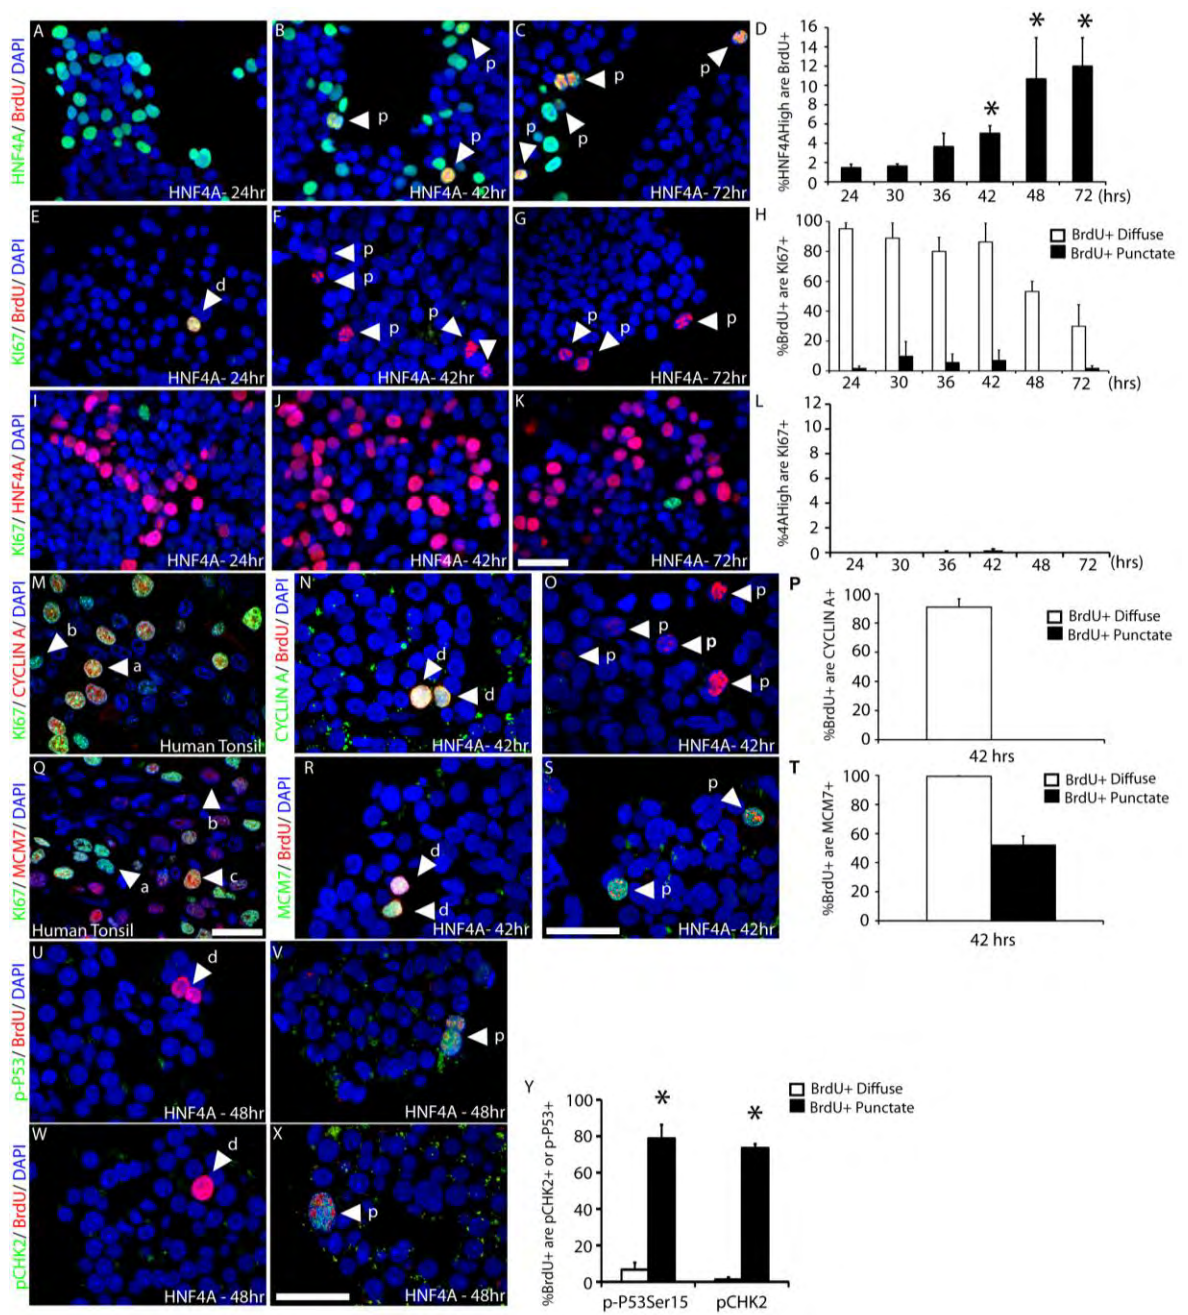 A
HNF4A/ BrdU/ DAPI
HNF4A- 24hr
B
p
p
p
HNF4A- 42hr
C
p
p
p
p
HNF4A- 72hr
D
%HNF4AHigh are BrdU+
16
14
12
10
8
6
4
2
0
* * *
24 30 36 42 48 72 (hrs)
E
KI67/ BrdU/ DAPI
d
HNF4A- 24hr
F
p
p
p
p
HNF4A- 42hr
G
p
p
p
HNF4A- 72hr
H
%BrdU+ are KI67+
100
80
60
40
20
0
BrdU+ Diffuse
BrdU+ Punctate
24 30 36 42 48 72 (hrs)
I
KI67/ HNF4A/ DAPI
HNF4A- 24hr
J
HNF4A- 42hr
K
HNF4A- 72hr
L
%4AHigh are KI67+
12
10
8
6
4
2
0
24 30 36 42 48 72 (hrs)
M
KI67/ CYCLIN A/ DAPI
b
a
Human Tonsil
N
CYCLIN A/ BrdU/ DAPI
d
d
HNF4A- 42hr
O
p
p
p
p
p
HNF4A- 42hr
P
%BrdU+ are CYCLIN A+
100
80
60
40
20
0
BrdU+ Diffuse
BrdU+ Punctate
42 hrs
Q
KI67/ MCM7/ DAPI
b
a
c
Human Tonsil
R
MCM7/ BrdU/ DAPI
d
d
HNF4A- 42hr
S
p
p
HNF4A- 42hr
T
%BrdU+ are MCM7+
100
80
60
40
20
0
BrdU+ Diffuse
BrdU+ Punctate
42 hrs
U
p-P53/ BrdU/ DAPI
d
HNF4A - 48hr
V
p
HNF4A - 48hr
W
pCHK2/ BrdU/ DAPI
d
HNF4A - 48hr
X
p
HNF4A - 48hr
Y
%BrdU+ are pCHK2+ or p-P53+
100
80
60
40
20
0
* *
BrdU+ Diffuse
BrdU+ Punctate
p-P53Ser15 pCHK2